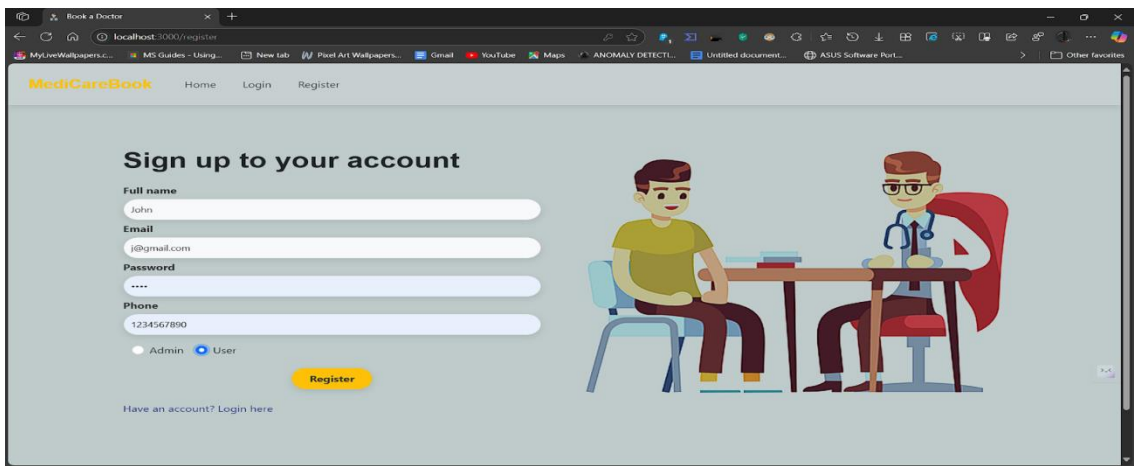 Book a Doctor
localhost:3000/register
MyLiveWallpapers.c... MS Guides - Using... New tab Pixel Art Wallpapers... Gmail YouTube Maps ANOMALY DETECTI... Untitled document... ASUS Software Port... Other favorites
MediCareBook Home Login Register
Sign up to your account
Full name
John
Email
j@gmail.com
Password
Phone
1234567890
Admin User
Register
Have an account? Login here